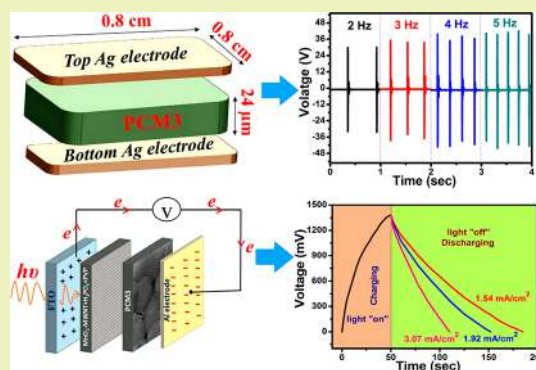 0.8 cm
0.8 cm
Top Ag electrode
PCM3
24 µm
Bottom Ag electrode
2 Hz
3 Hz
4 Hz
5 Hz
48
36
24
12
0
-12
-24
-36
-48
Volatge (V)
0 1 2 3 4
Time (sec)
e
V
e
e
e
hυ
FTO
PCM3
Al electrode
1500
1200
900
600
300
0
Voltage (mV)
light "off"
Discharging
Charging
light "on"
1.54 mA/cm2
3.07 mA/cm2
1.92 mA/cm2
0 50 100 150 200
Time (sec)